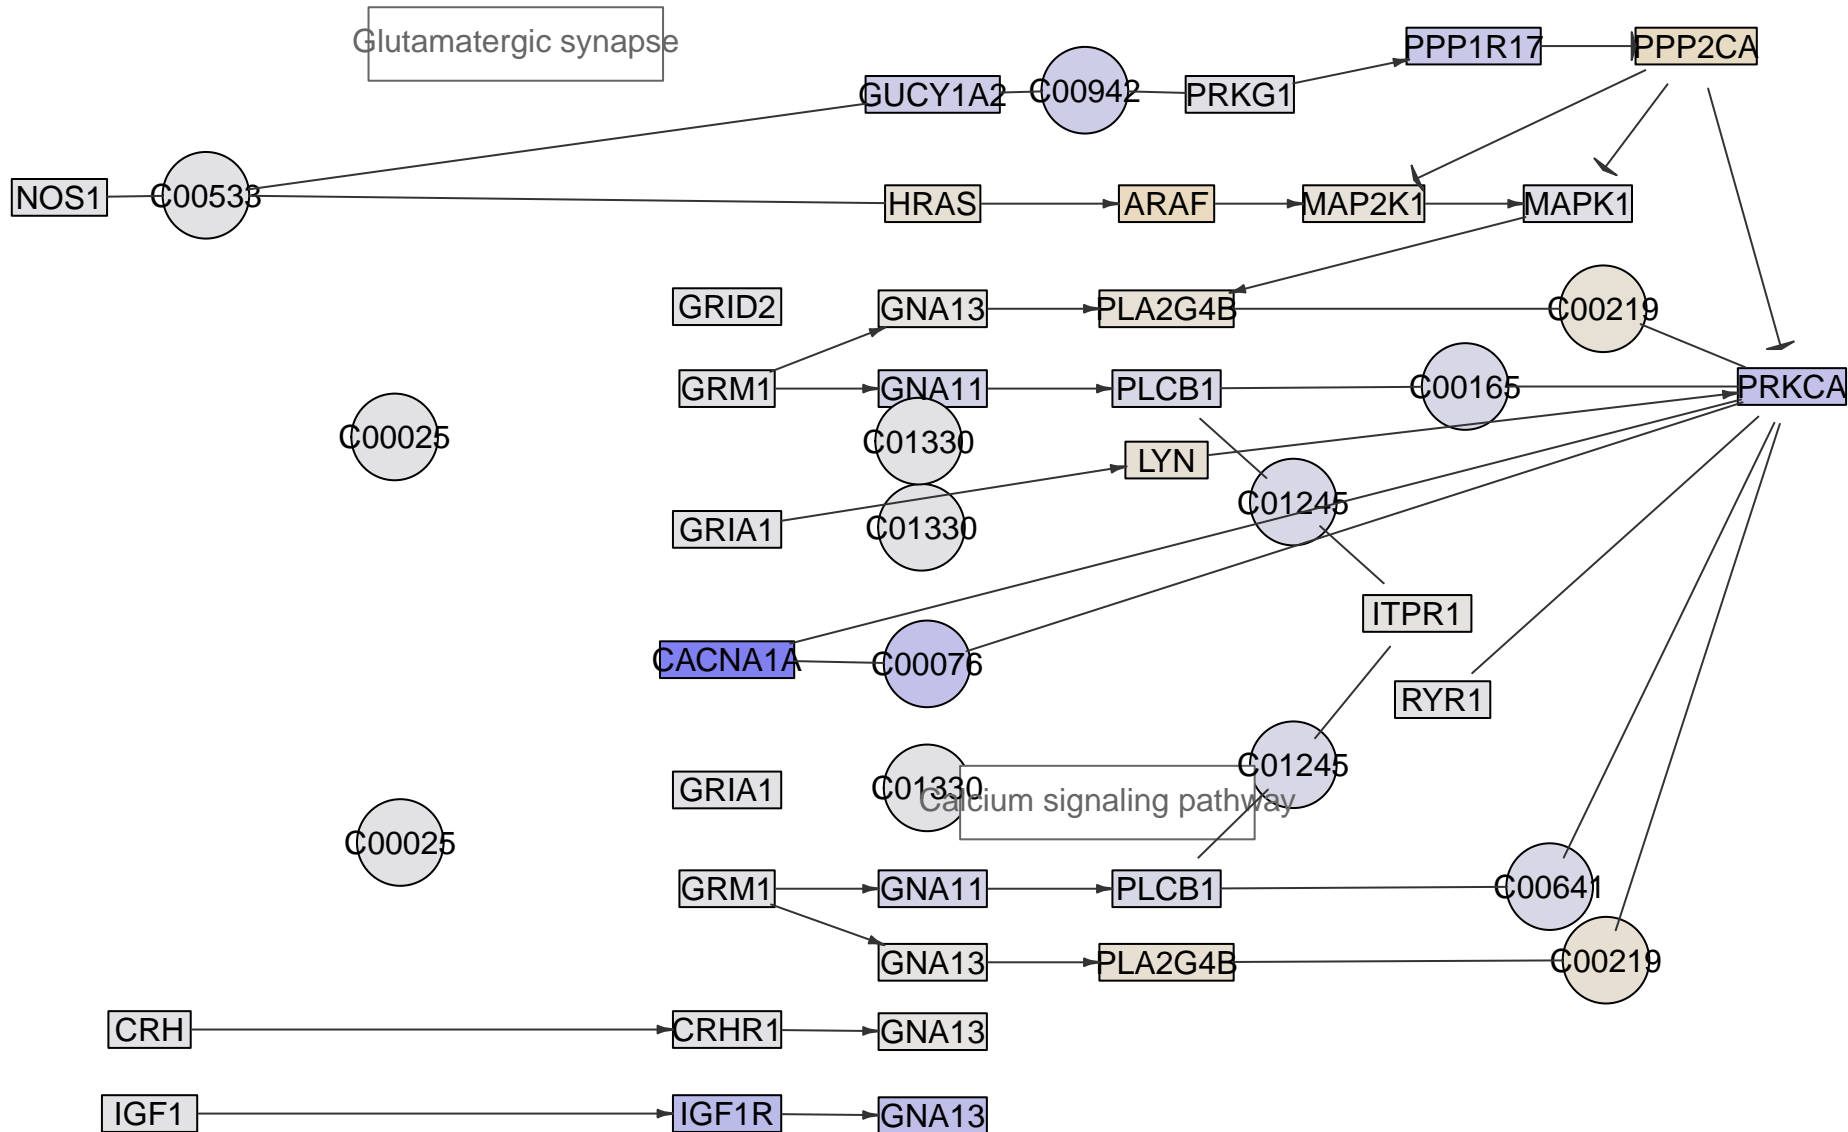 Glutamatergic synapse
PPP1R17
PPP2CA
GUCY1A2
C00942
PRKG1
NOS1
C00533
HRAS
ARAF
MAP2K1
MAPK1
GRID2
GNA13
PLA2G4B
C00219
GRM1
GNA11
PLCB1
C00165
PRKCA
C00025
C01330
LYN
C01245
GRIA1
C01330
ITPR1
CACNA1A
C00076
RYR1
C01245
GRIA1
C01330
Calcium signaling pathway
C00025
GRM1
GNA11
PLCB1
C00641
GNA13
PLA2G4B
C00219
CRH
CRHR1
GNA13
IGF1
IGF1R
GNA13